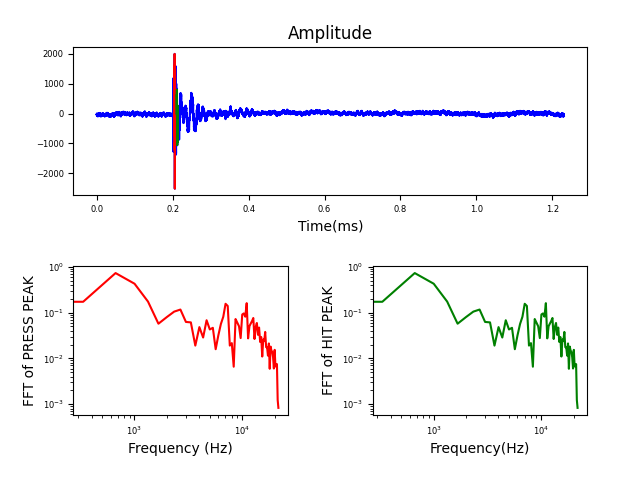 Amplitude
2000
1000
0
−1000
−2000
0.0 0.2 0.4 0.6 0.8 1.0 1.2
Time(ms)
FFT of PRESS PEAK
10⁰
10⁻¹
10⁻²
10⁻³
10³ 10⁴
Frequency (Hz)
FFT of HIT PEAK
10⁰
10⁻¹
10⁻²
10⁻³
10³ 10⁴
Frequency(Hz)